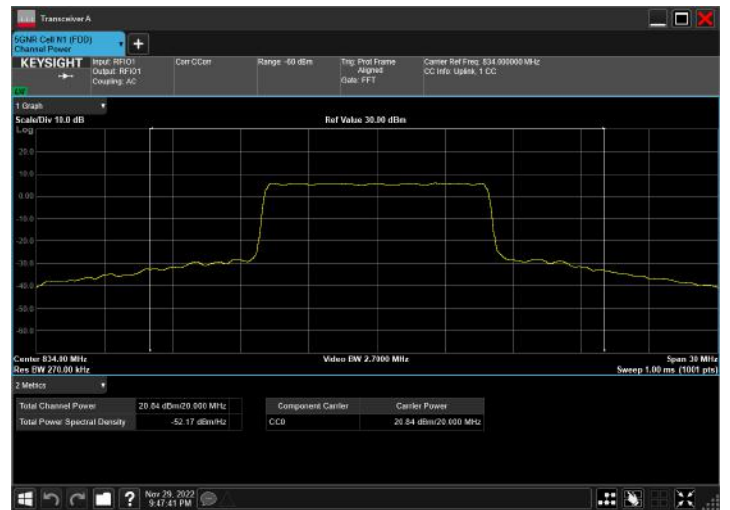 Transceiver A
5GNR Cell N1 (FDD)
Channel Power
KEYSIGHT
LXI
Input: RFIO1
Output: RFIO1
Coupling: AC
Corr CCorr
Range: -60 dBm
Trig: Prot Frame
Aligned
Gate: FFT
Carrier Ref Freq: 834.000000 MHz
CC Info: Uplink, 1 CC
1 Graph
Scale/Div 10.0 dB
Ref Value 30.00 dBm
Log
20.0
10.0
0.00
-10.0
-20.0
-30.0
-40.0
-50.0
-60.0
Center 834.00 MHz
Video BW 2.7000 MHz
Span 30 MHz
Res BW 270.00 kHz
Sweep 1.00 ms (1001 pts)
2 Metrics
Total Channel Power 20.84 dBm/20.000 MHz
Total Power Spectral Density -52.17 dBm/Hz
Component Carrier Carrier Power
CC0 20.84 dBm/20.000 MHz
Nov 29, 2022
9:47:41 PM